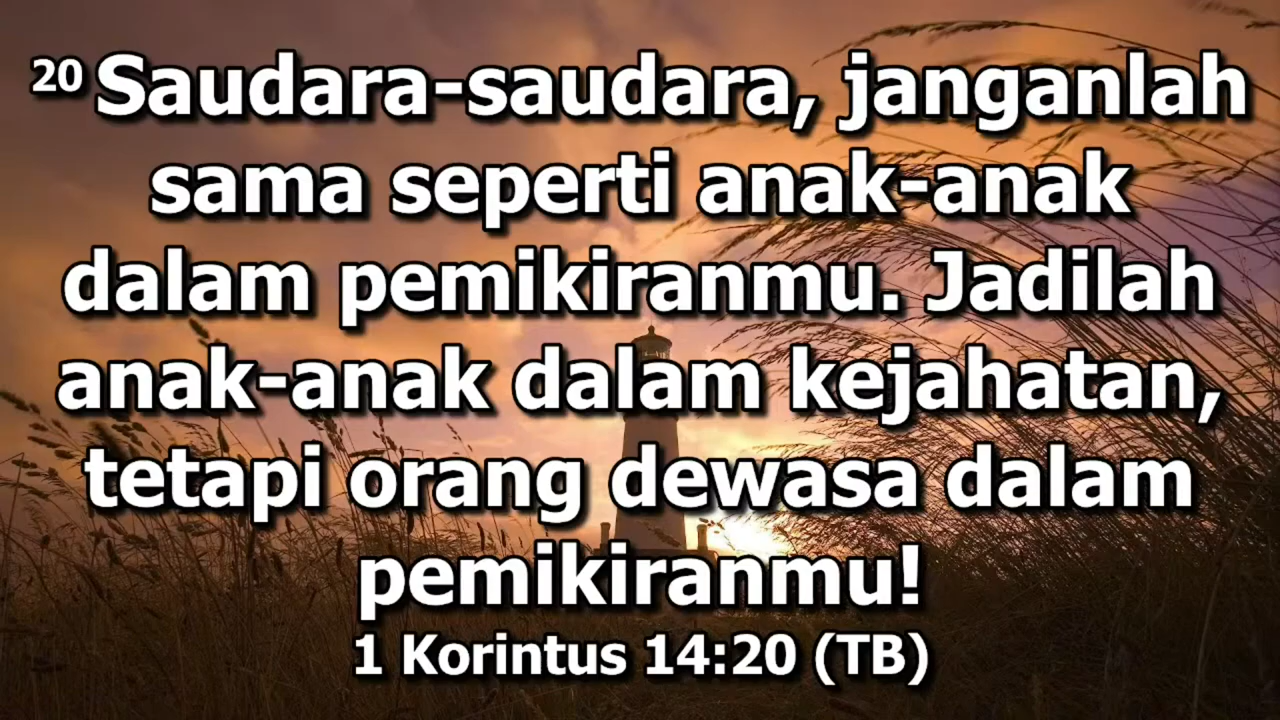 20 Saudara-saudara, janganlah
sama seperti anak-anak
dalam pemikiranmu. Jadilah
anak-anak dalam kejahatan,
tetapi orang dewasa dalam
pemikiranmu!
1 Korintus 14:20 (TB)